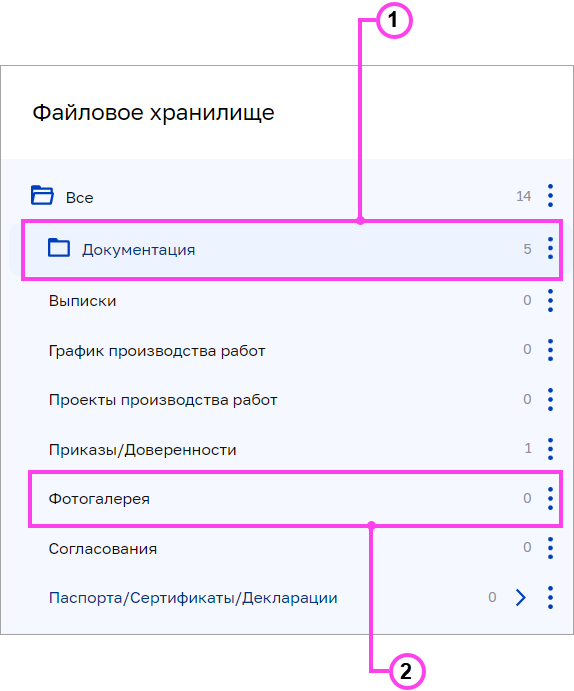 1
Файловое хранилище
Все 14
Документация 5
Выписки 0
График производства работ 0
Проекты производства работ 0
Приказы/Доверенности 1
Фотогалерея 0
Согласования 0
Паспорта/Сертификаты/Декларации 0
2